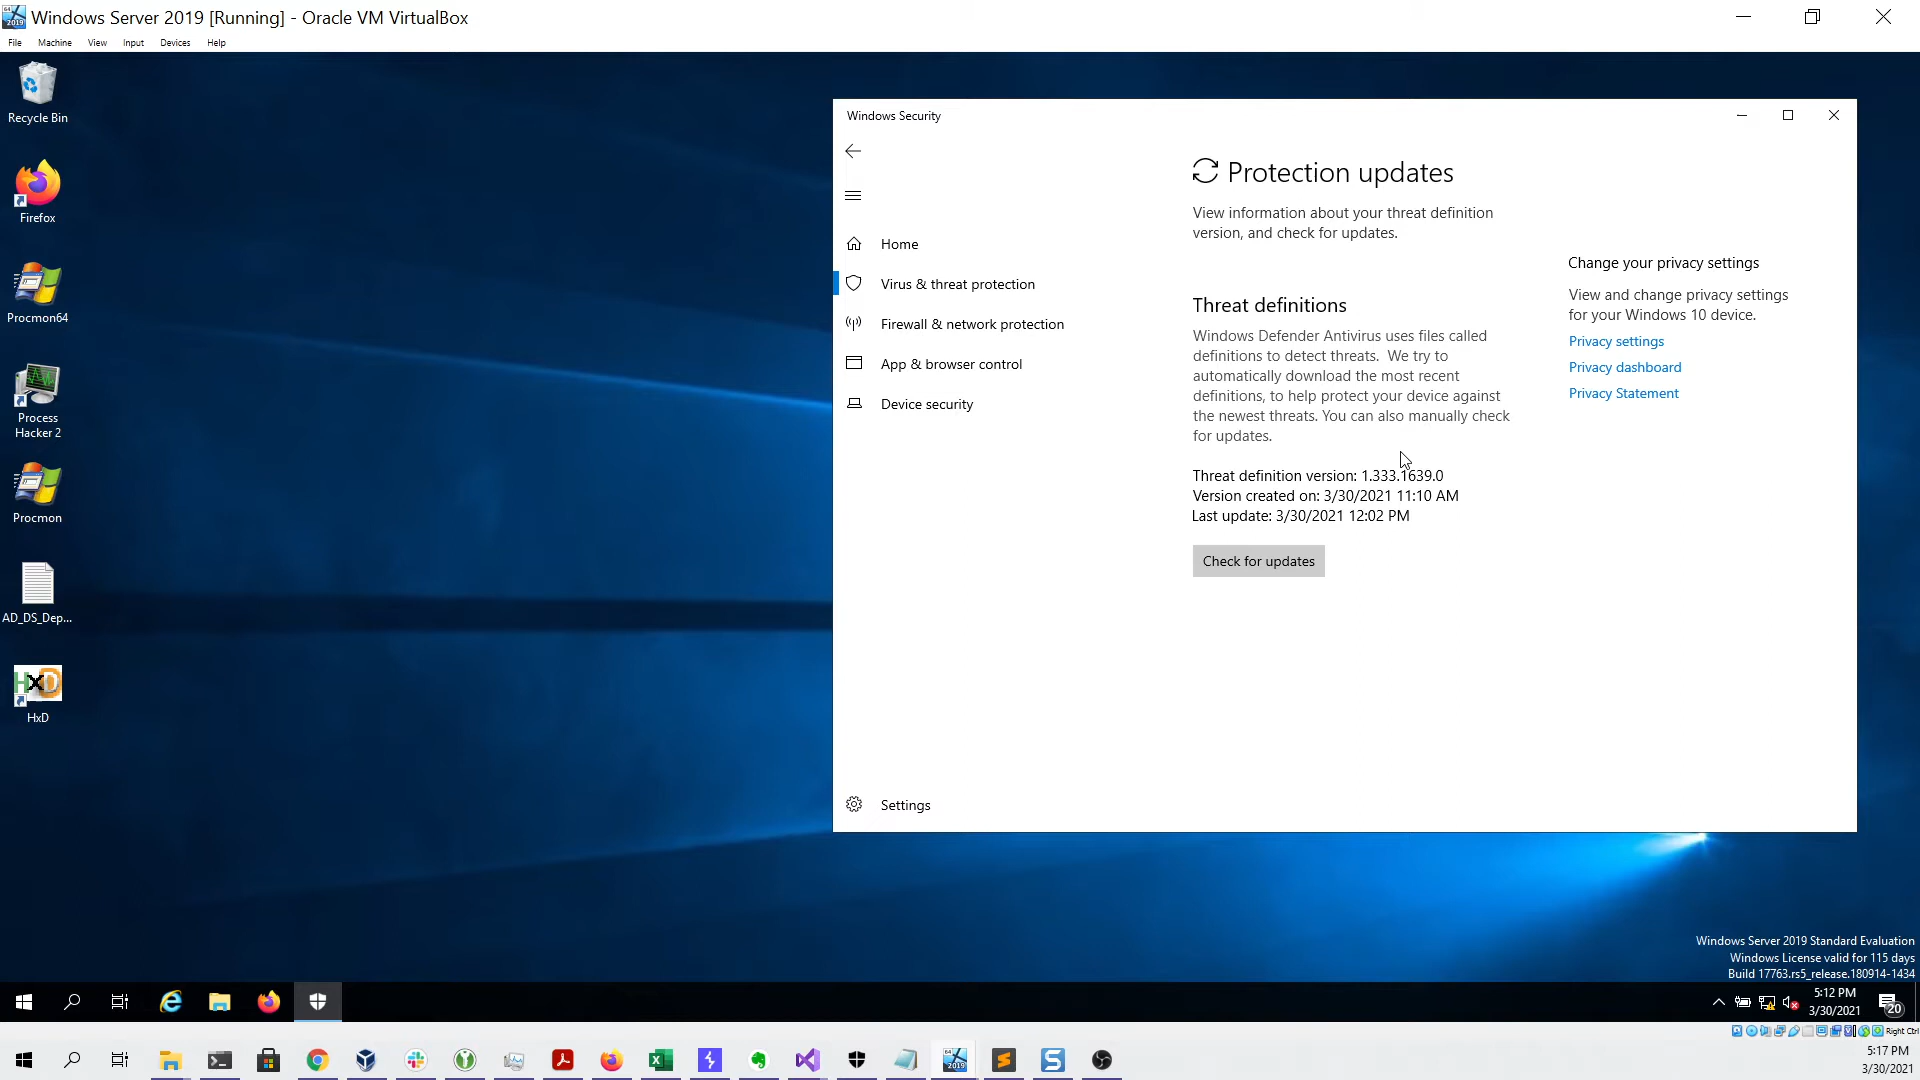 Windows Server 2019 [Running] - Oracle VM VirtualBox
File Machine View Input Devices Help
Recycle Bin
Firefox
Procmon64
Process
Hacker 2
Procmon
AD_DS_Dep...
HxD
HxD
Windows Security
Home
Virus & threat protection
Firewall & network protection
App & browser control
Device security
Settings
Protection updates
View information about your threat definition
version, and check for updates.
Threat definitions
Windows Defender Antivirus uses files called
definitions to detect threats. We try to
automatically download the most recent
definitions, to help protect your device against
the newest threats. You can also manually check
for updates.
Threat definition version: 1.333.1639.0
Version created on: 3/30/2021 11:10 AM
Last update: 3/30/2021 12:02 PM
Check for updates
Change your privacy settings
View and change privacy settings
for your Windows 10 device.
Privacy settings
Privacy dashboard
Privacy Statement
Windows Server 2019 Standard Evaluation
Windows License valid for 115 days
Build 17763.rs5_release.180914-1434
5:12 PM
3/30/2021
20
Right Ctrl
2019
5:17 PM
3/30/2021